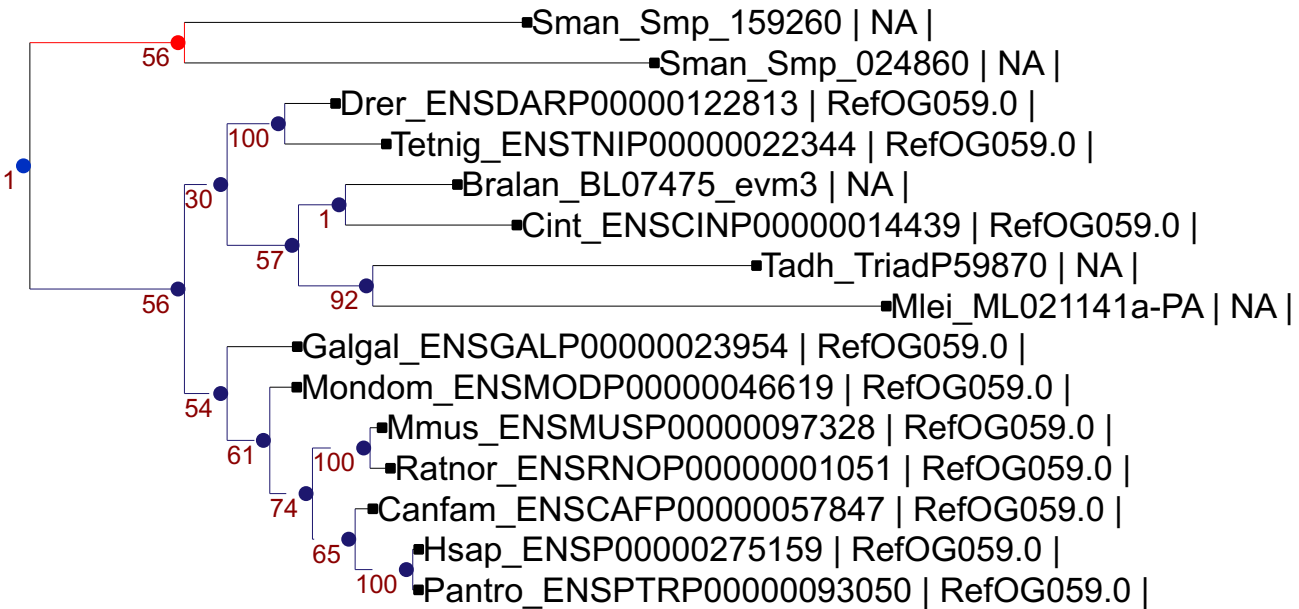 Sman_Smp_159260 | NA |
56
Sman_Smp_024860 | NA |
Drer_ENSDARP00000122813 | RefOG059.0 |
100
Tetnig_ENSTNIP00000022344 | RefOG059.0 |
1
Bralan_BL07475_evm3 | NA |
30
1
Cint_ENSCINP00000014439 | RefOG059.0 |
57
Tadh_TriadP59870 | NA |
56
92
Mlei_ML021141a-PA | NA |
Galgal_ENSGALP00000023954 | RefOG059.0 |
Mondom_ENSMODP00000046619 | RefOG059.0 |
54
Mmus_ENSMUSP00000097328 | RefOG059.0 |
61
100
Ratnor_ENSRNOP00000001051 | RefOG059.0 |
74
Canfam_ENSCAFP00000057847 | RefOG059.0 |
65
Hsap_ENSP00000275159 | RefOG059.0 |
100
Pantro_ENSPTRP00000093050 | RefOG059.0 |